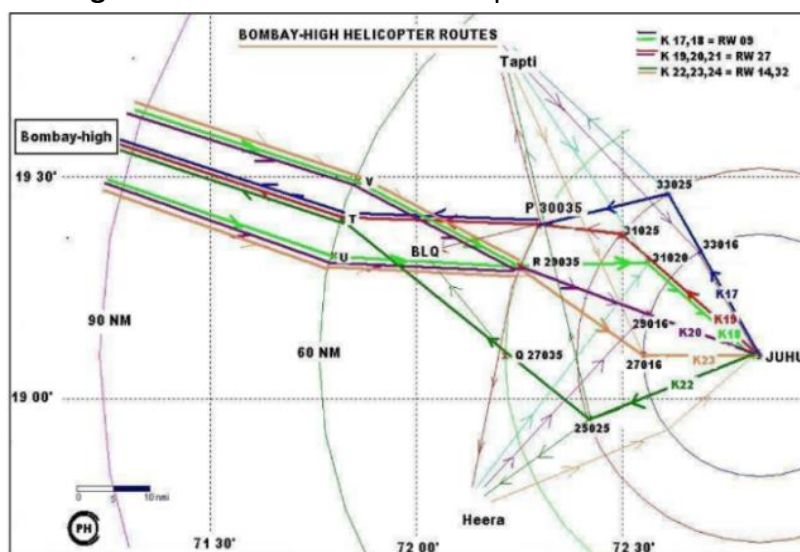 BOMBAY-HIGH HELICOPTER ROUTES
K 17,18 = RW 09
K 19,20,21 = RW 27
K 22,23,24 = RW 14,32
Tapti
Bombay-high
19 30'
V
33025
P 30035
T
31025
33016
BLQ
U
R 29035
31020
K17
90 NM
29016
K19
K20
K18
60 NM
Q 27035
27016
K23
JUHU
K22
19 00'
25025
0 5 10 nmi
PH
Heera
71 30'
72 00'
72 30'